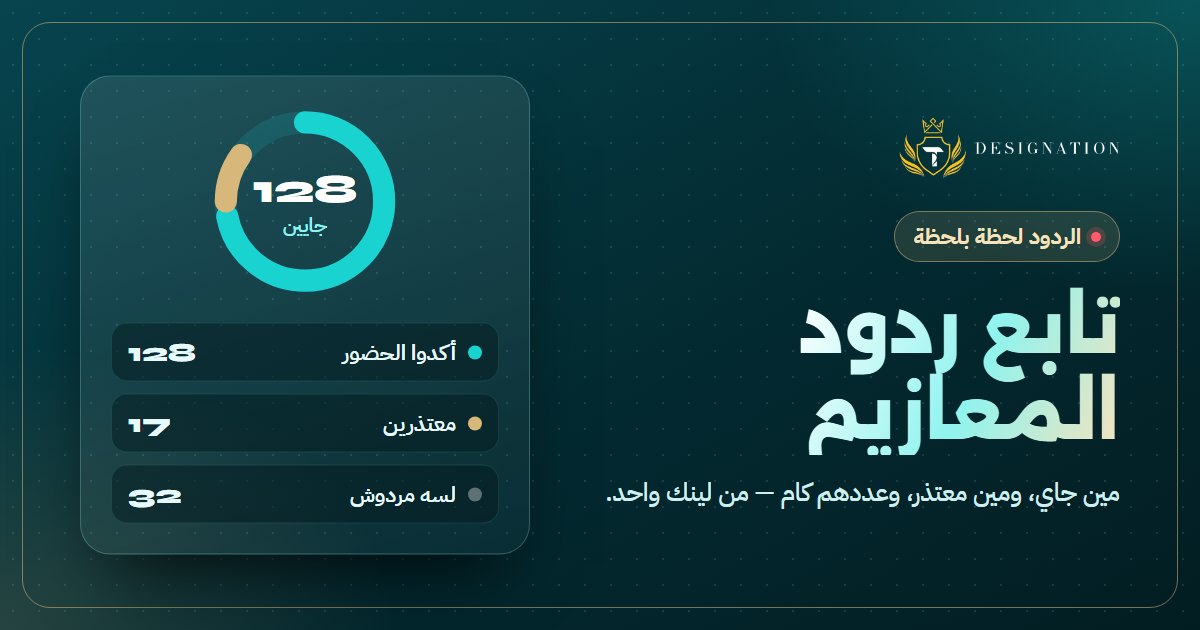 DESIGNATION
الردود لحظة بلحظة
تابع ردود
المعازيم
مين جاي، ومين معتذر، وعددهم كام — من لينك واحد.
128
جايين
أكدوا الحضور 128
معتذرين 17
لسه مردوش 32